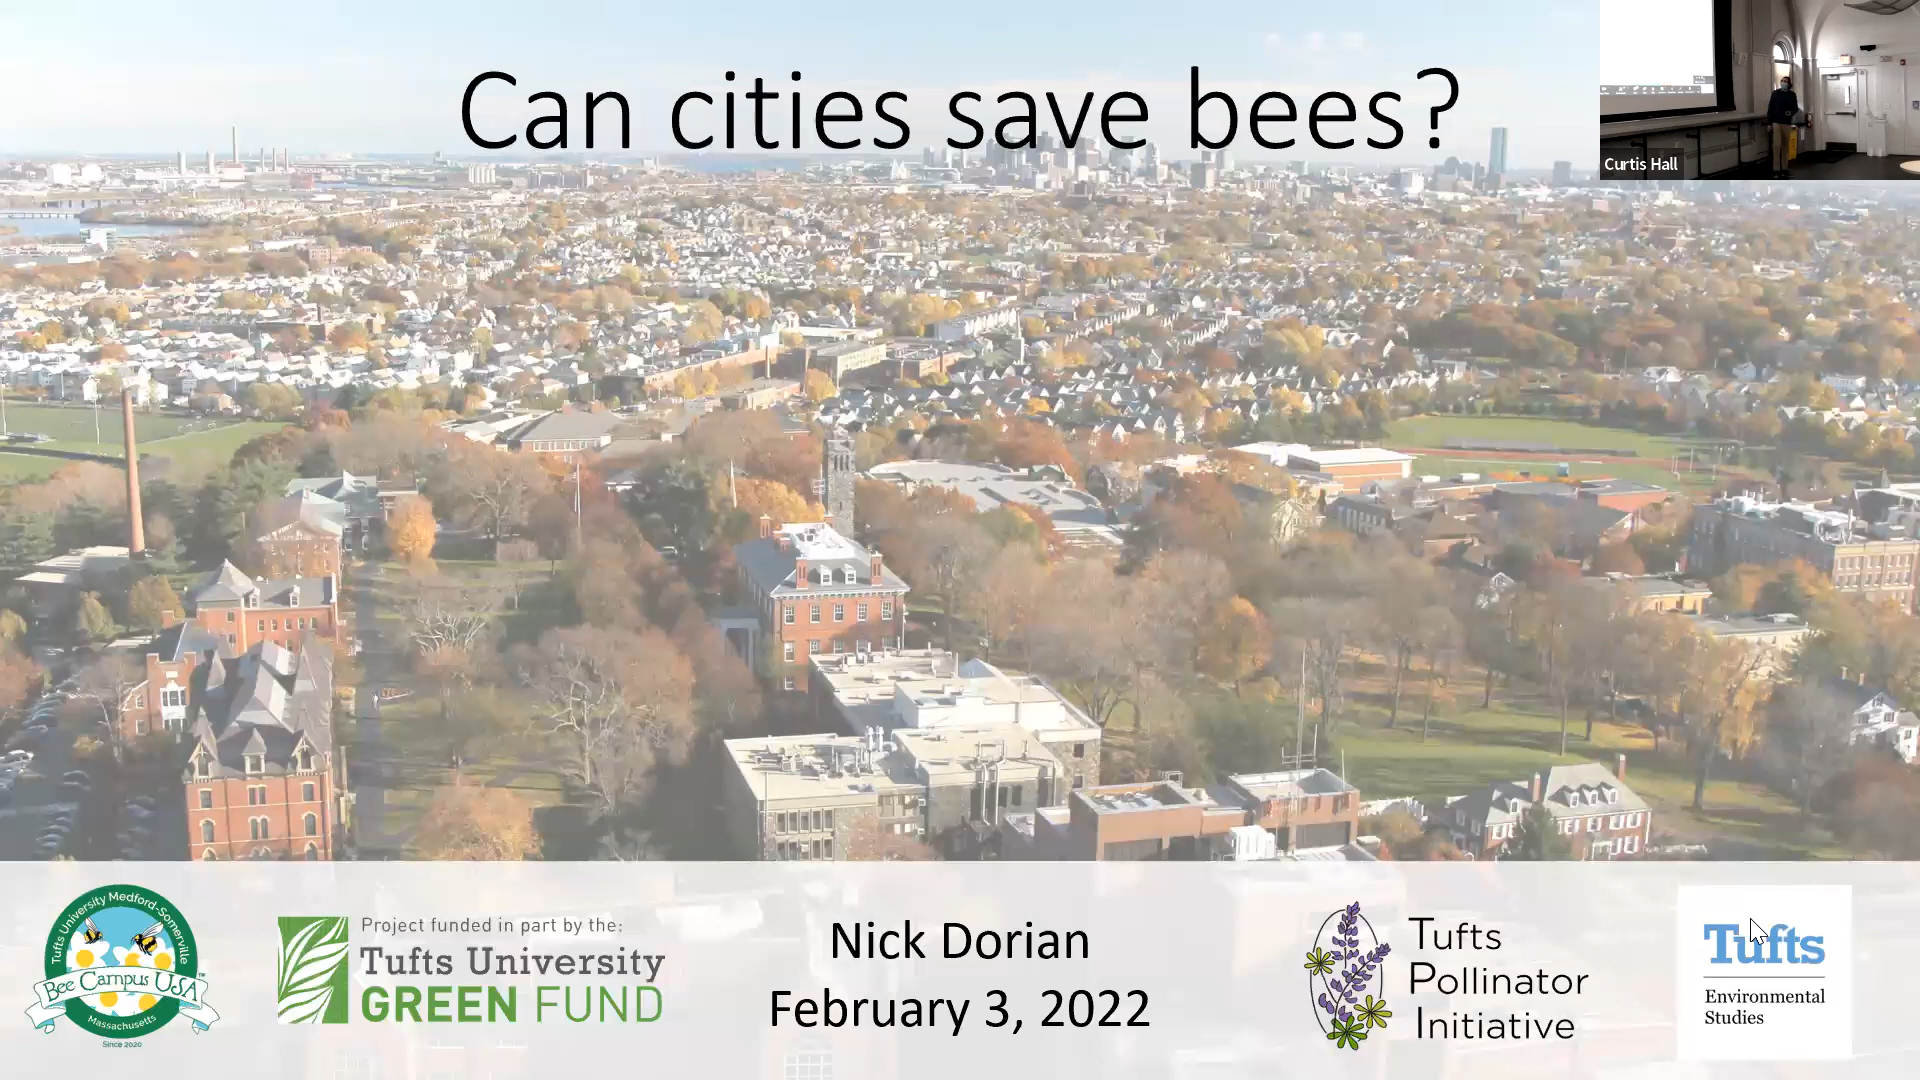 Can cities save bees?
Curtis Hall
Tufts University Medford-Somerville
Bee Campus USA
Massachusetts
Since 2020
Project funded in part by the:
Tufts University
GREEN FUND
Nick Dorian
February 3, 2022
Tufts
Pollinator
Initiative
Tufts
Environmental
Studies